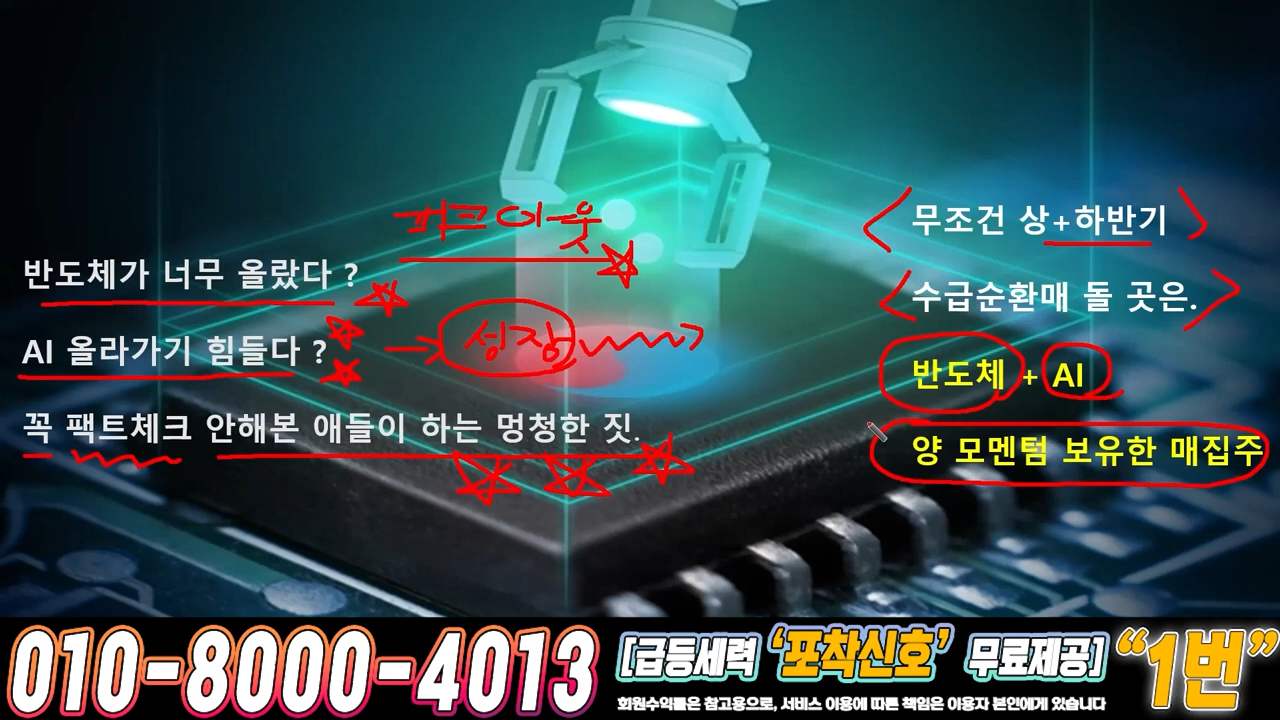 피크이웃
반도체가 너무 올랐다 ?
AI 올라가기 힘들다 ?
성장
꼭 팩트체크 안해본 애들이 하는 멍청한 짓.
무조건 상+하반기
수급순환매 돌 곳은.
반도체 + AI
양 모멘텀 보유한 매집주
010-8000-4013
[급등세력 '포착신호' 무료제공] “1번”
회원수익률은 참고용으로, 서비스 이용에 따른 책임은 이용자 본인에게 있습니다